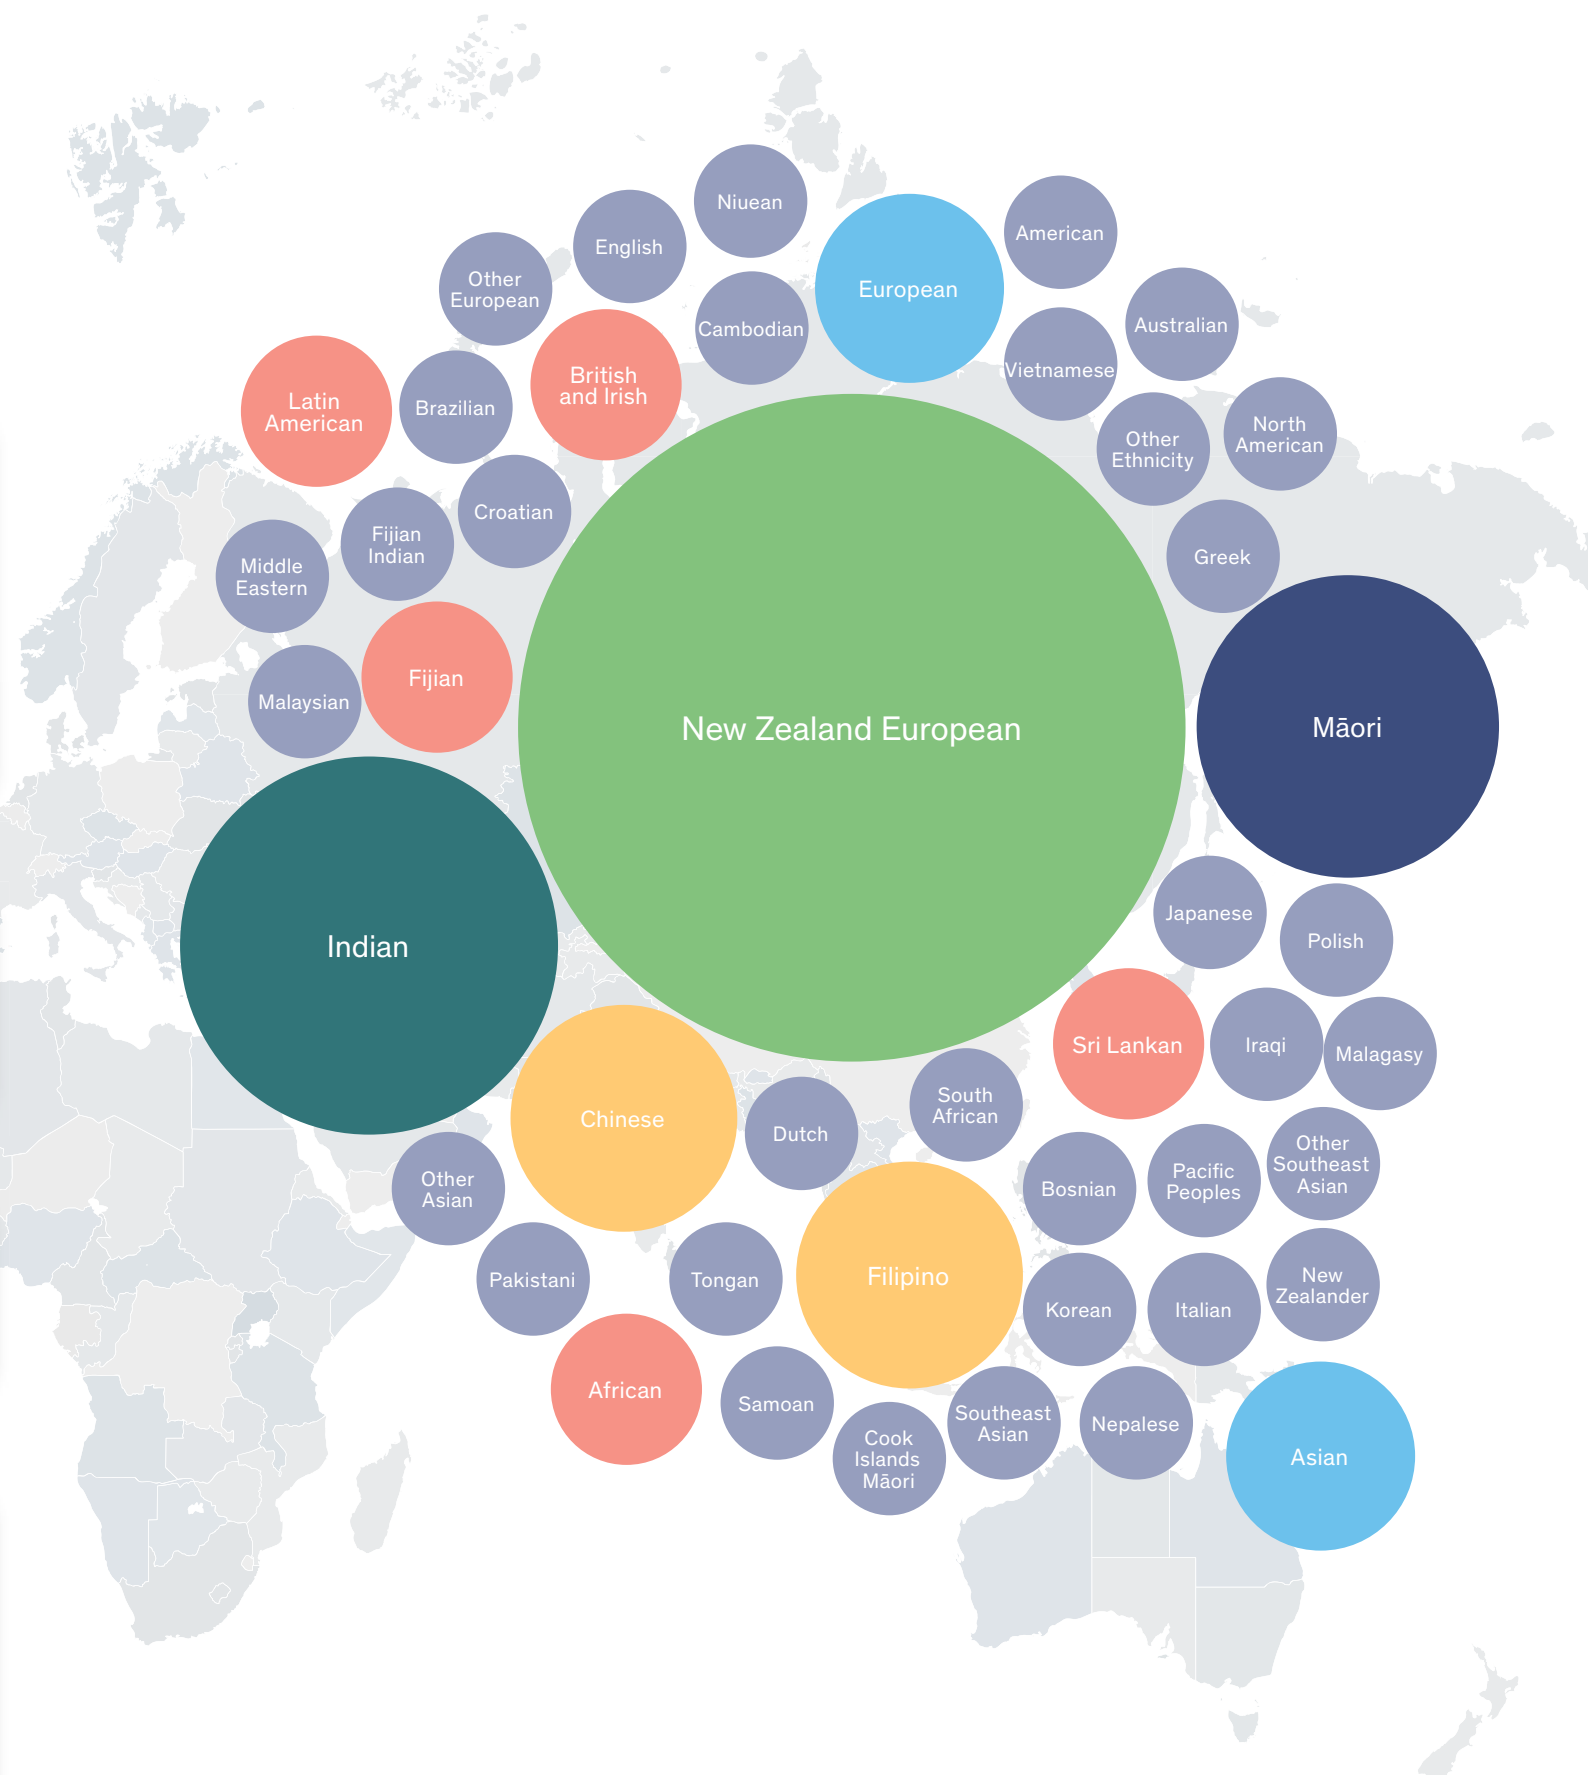 Niuean
American
English
Other
European
European
Australian
Cambodian
Vietnamese
British
and Irish
Latin
American
Brazilian
Other
Ethnicity
North
American
Croatian
Fijian
Indian
Greek
Middle
Eastern
Fijian
Malaysian
New Zealand European
Māori
Indian
Japanese
Polish
Sri Lankan
Iraqi
Malagasy
South
African
Chinese
Dutch
Other
Southeast
Asian
Other
Asian
Bosnian
Pacific
Peoples
Pakistani
Tongan
Filipino
New
Zealander
Korean
Italian
African
Samoan
Southeast
Asian
Nepalese
Cook
Islands
Māori
Asian